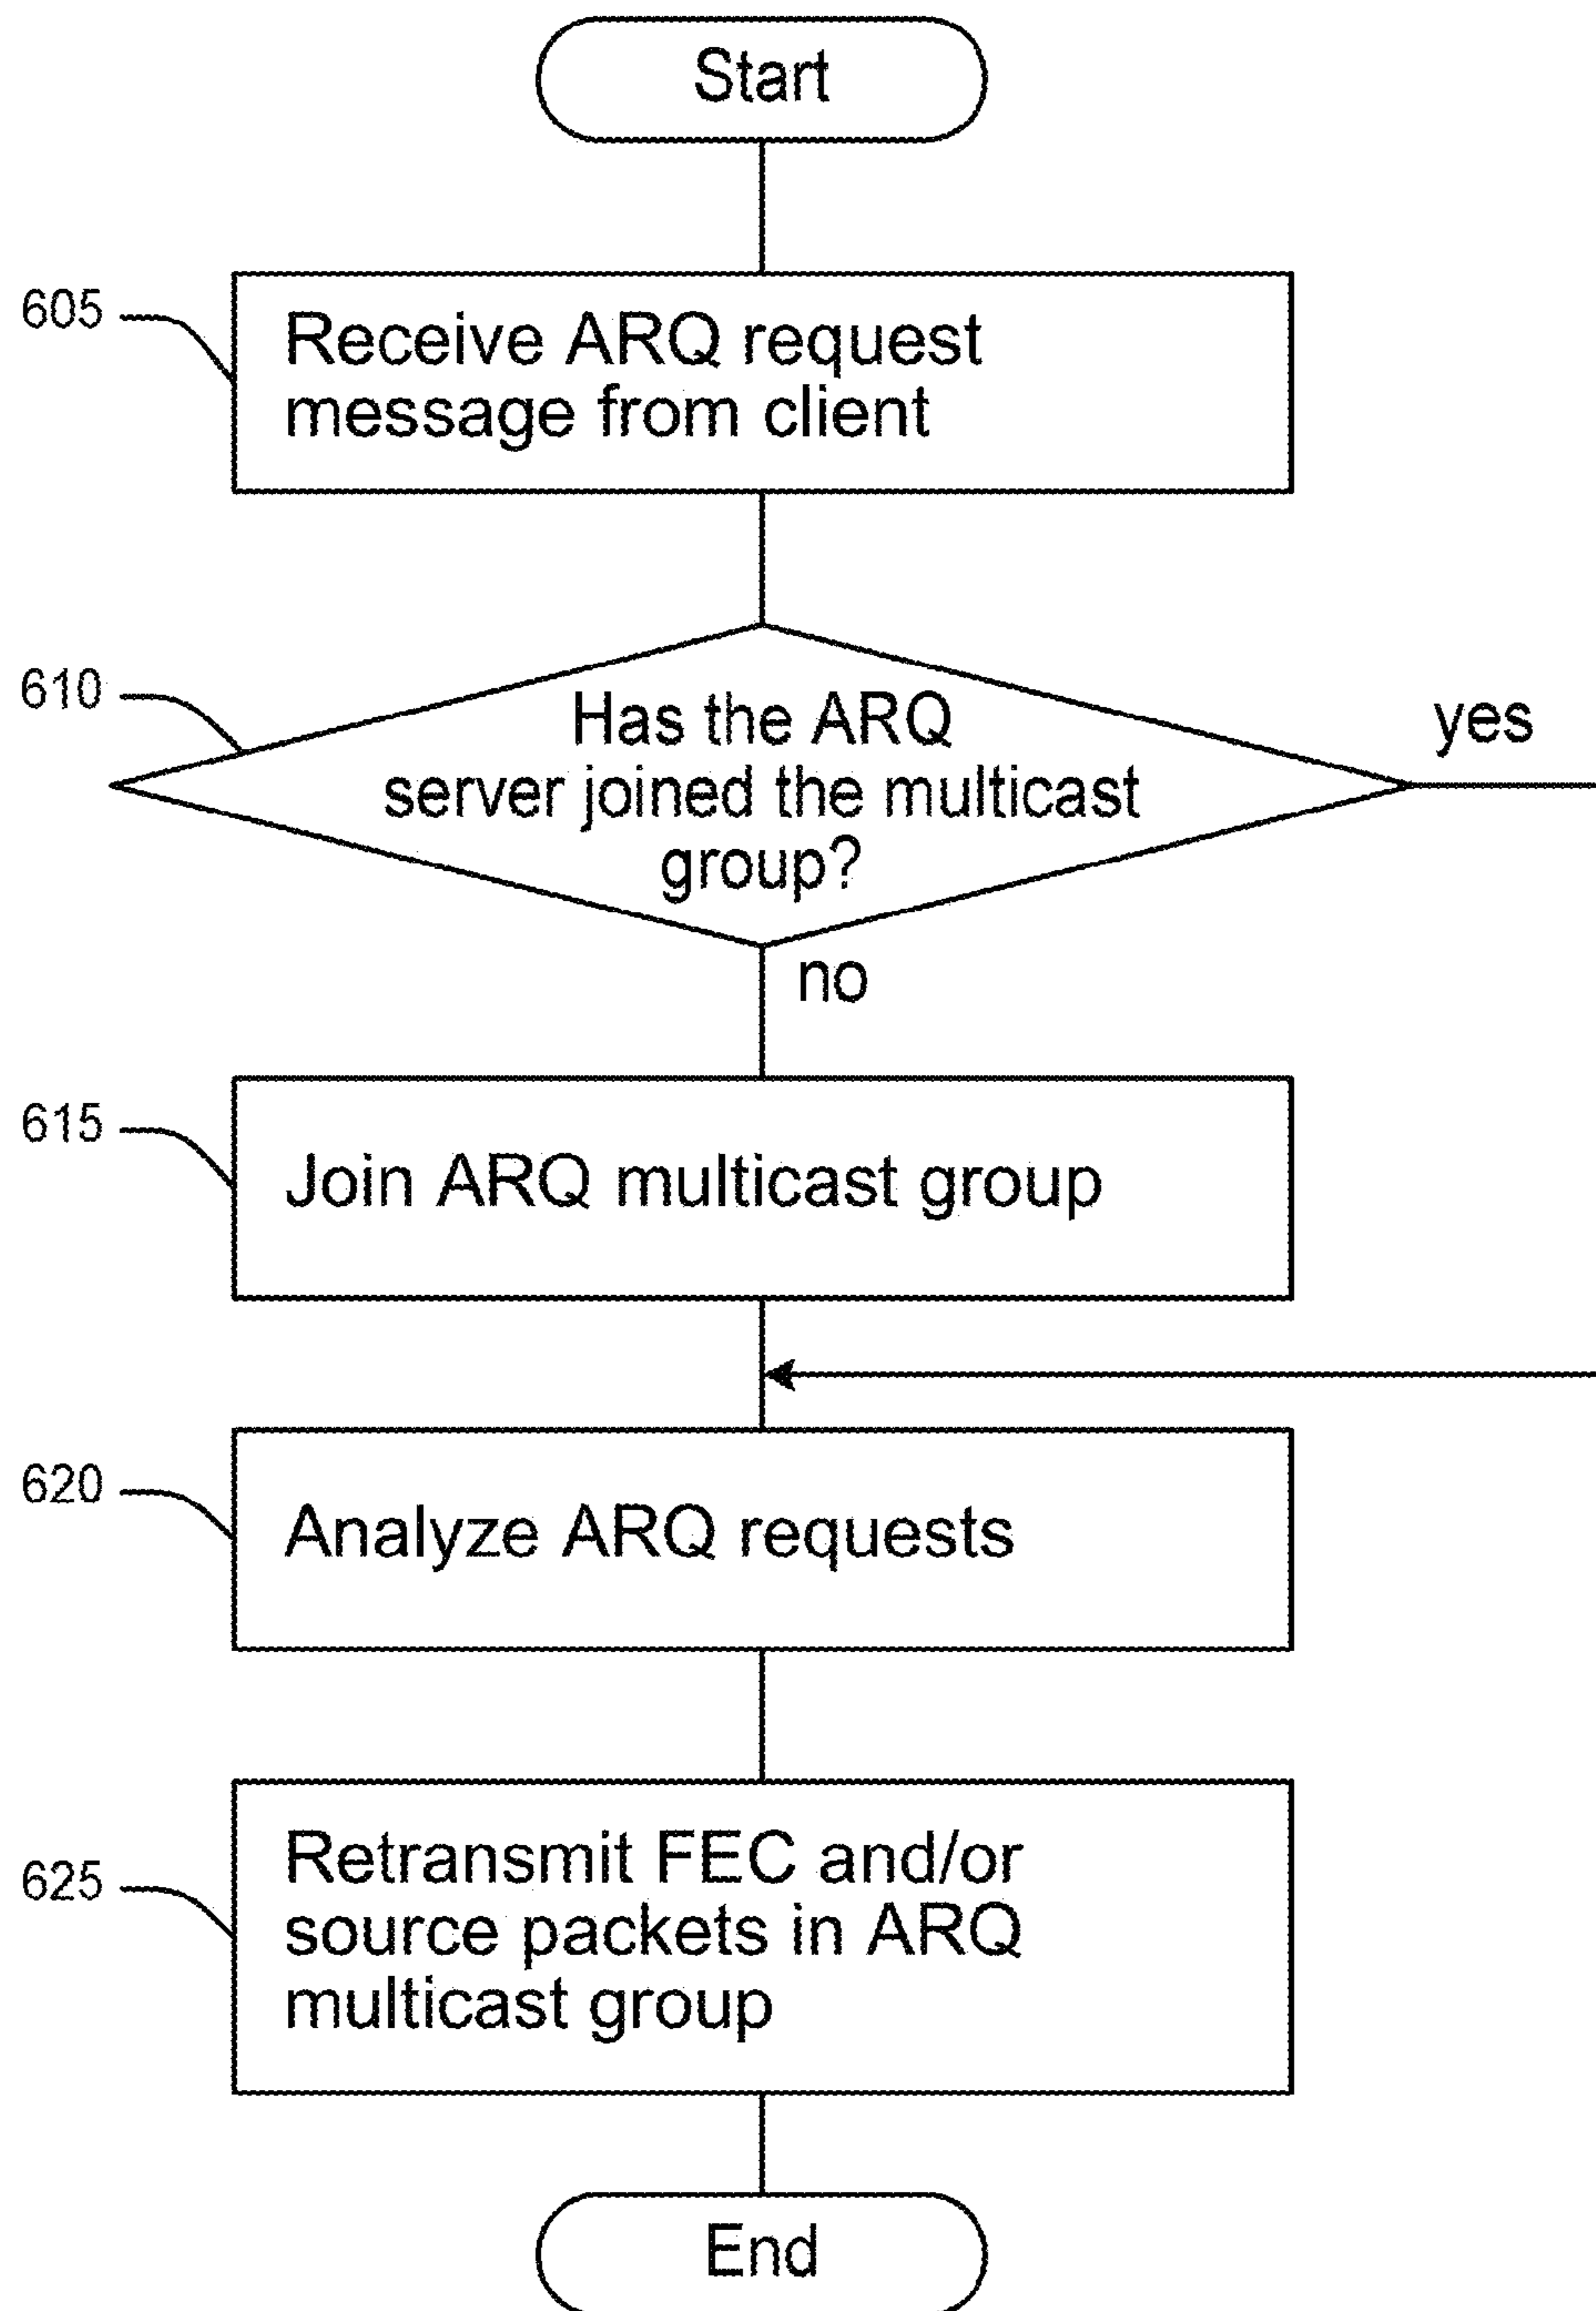 Start
605
Receive ARQ request
message from client
610
Has the ARQ
server joined the multicast
group?
yes
no
615
Join ARQ multicast group
620
Analyze ARQ requests
625
Retransmit FEC and/or
source packets in ARQ
multicast group
End